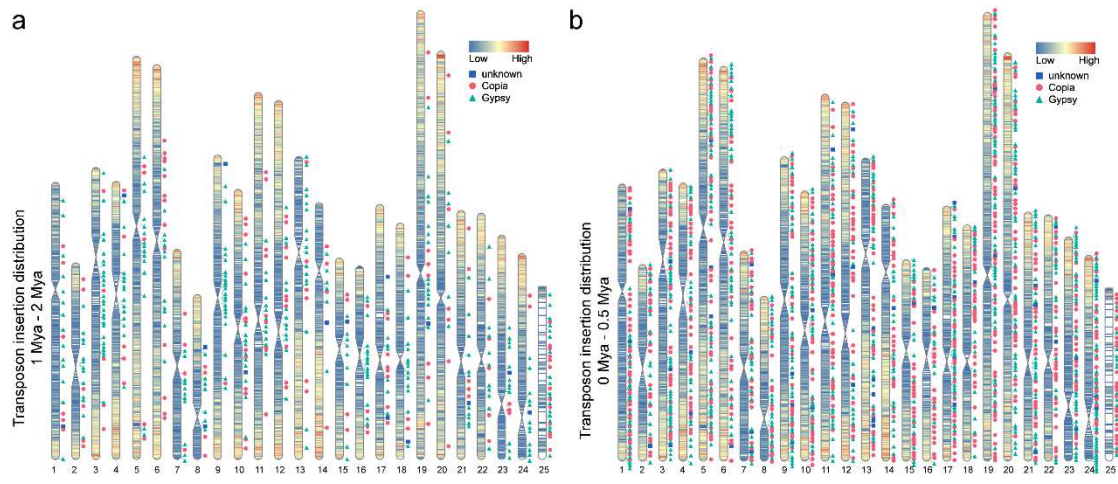 a
Transposon insertion distribution
1 Mya - 2 Mya
Low High
unknown
Copia
Gypsy
1 2 3 4 5 6 7 8 9 10 11 12 13 14 15 16 17 18 19 20 21 22 23 24 25
b
Transposon insertion distribution
0 Mya - 0.5 Mya
Low High
unknown
Copia
Gypsy
1 2 3 4 5 6 7 8 9 10 11 12 13 14 15 16 17 18 19 20 21 22 23 24 25